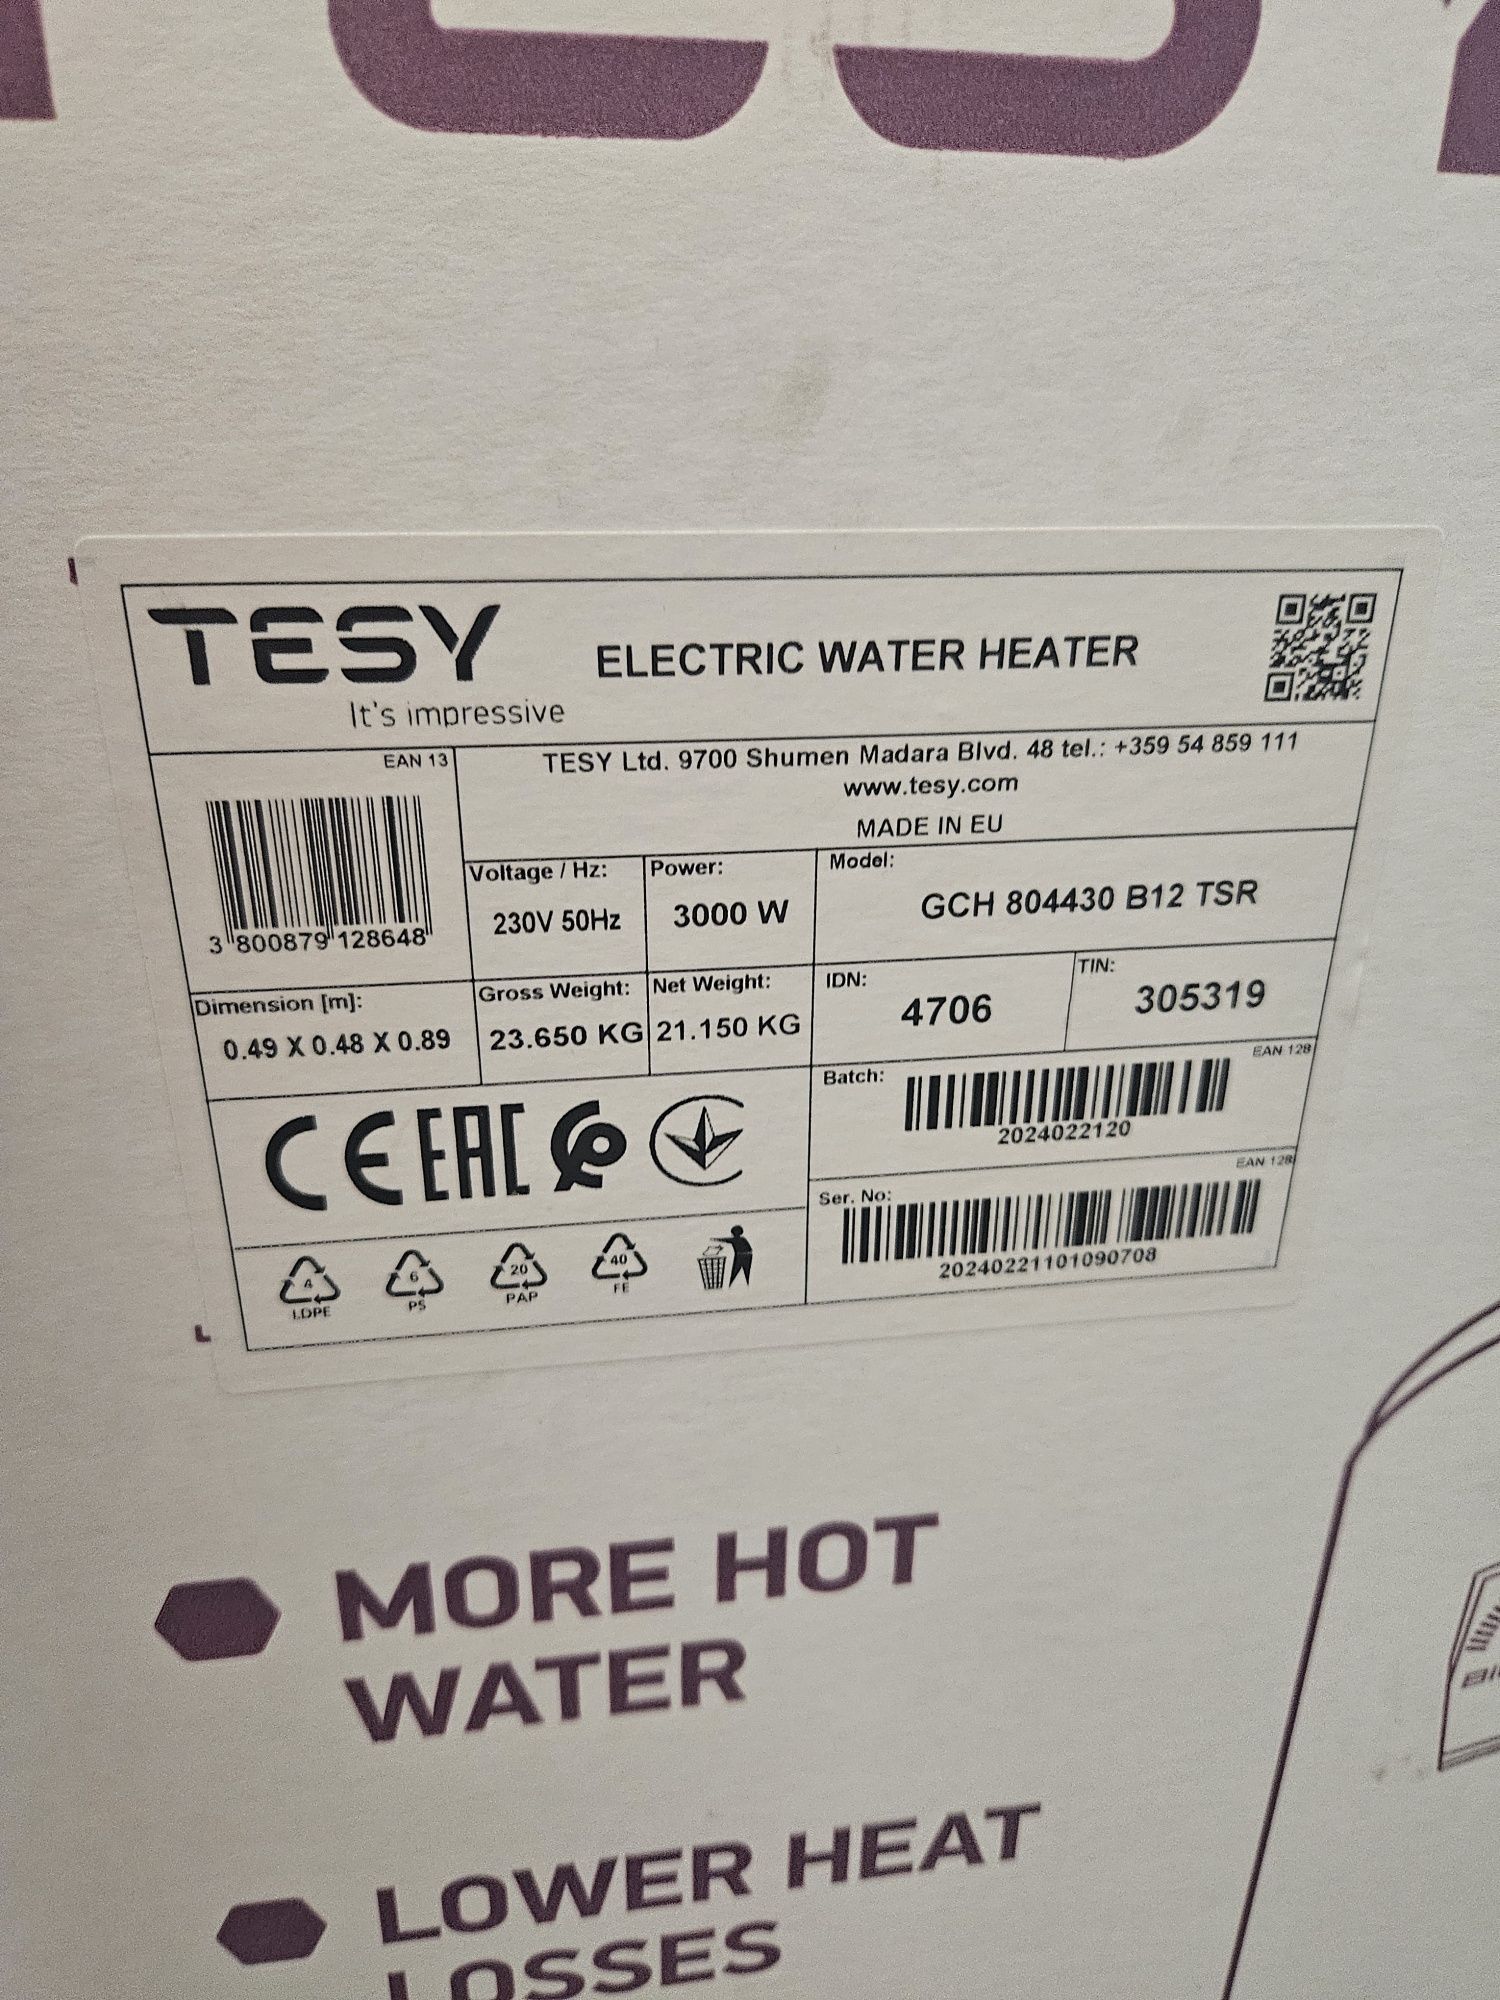 TESY
It's impressive
ELECTRIC WATER HEATER
EAN 13
3 800879 128648
TESY Ltd. 9700 Shumen Madara Blvd. 48 tel.: +359 54 859 111
www.tesy.com
MADE IN EU
Voltage / Hz:
230V 50Hz
Power:
3000 W
Model:
GCH 804430 B12 TSR
Dimension [m]:
0.49 X 0.48 X 0.89
Gross Weight:
23.650 KG
Net Weight:
21.150 KG
IDN:
4706
TIN:
305319
Batch:
EAN 128
2024022120
Ser. No:
EAN 128
20240221101090708
CE EAC
4
LDPE
6
PS
20
PAP
40
FE
MORE HOT
WATER
LOWER HEAT
LOSSES